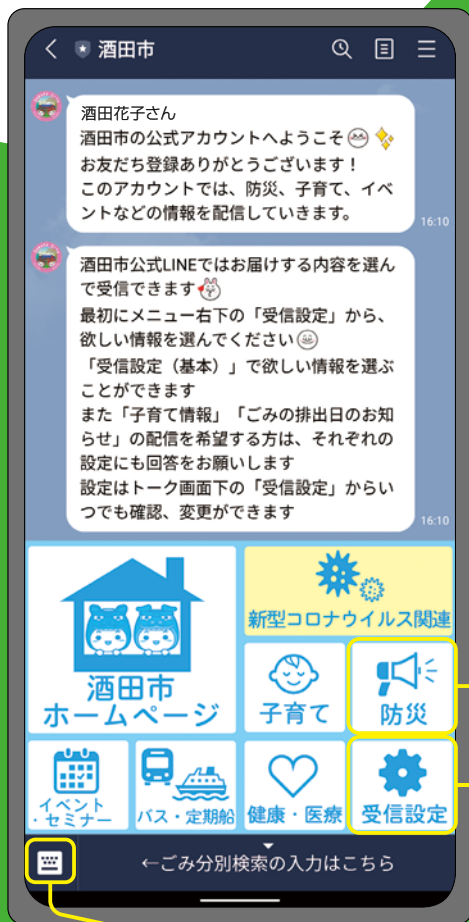 酒田市
酒田花子さん
酒田市の公式アカウントへようこそ
お友だち登録ありがとうございます！
このアカウントでは、防災、子育て、イベ
ントなどの情報を配信していきます。
16:10
酒田市公式LINEではお届けする内容を選ん
で受信できます
最初にメニュー右下の「受信設定」から、
欲しい情報を選んでください
「受信設定（基本）」で欲しい情報を選ぶ
ことができます
また「子育て情報」「ごみの排出日のお知
らせ」の配信を希望する方は、それぞれの
設定にも回答をお願いします
設定はトーク画面下の「受信設定」からい
つでも確認、変更ができます
16:10
酒田市
ホームページ
新型コロナウイルス関連
子育て
防災
イベント
・セミナー
バス・定期船
健康・医療
受信設定
←ごみ分別検索の入力はこちら